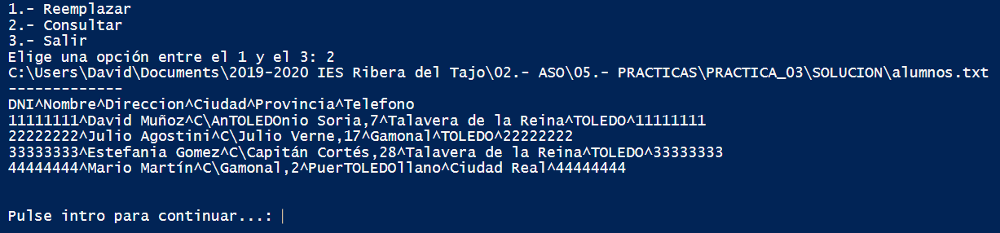 1.- Reemplazar
2.- Consultar
3.- Salir
Elige una opción entre el 1 y el 3: 2
C:\Users\David\Documents\2019-2020 IES Ribera del Tajo\02.- ASO\05.- PRACTICAS\PRACTICA_03\SOLUCION\alumnos.txt
-------------
DNI^Nombre^Direccion^Ciudad^Provincia^Telefono
11111111^David Muñoz^C\AnTOLEDOnio Soria,7^Talavera de la Reina^TOLEDO^11111111
22222222^Julio Agostini^C\Julio Verne,17^Gamonal^TOLEDO^22222222
33333333^Estefania Gomez^C\Capitán Cortés,28^Talavera de la Reina^TOLEDO^33333333
44444444^Mario Martín^C\Gamonal,2^PuerTOLEDOllano^Ciudad Real^44444444
Pulse intro para continuar...: